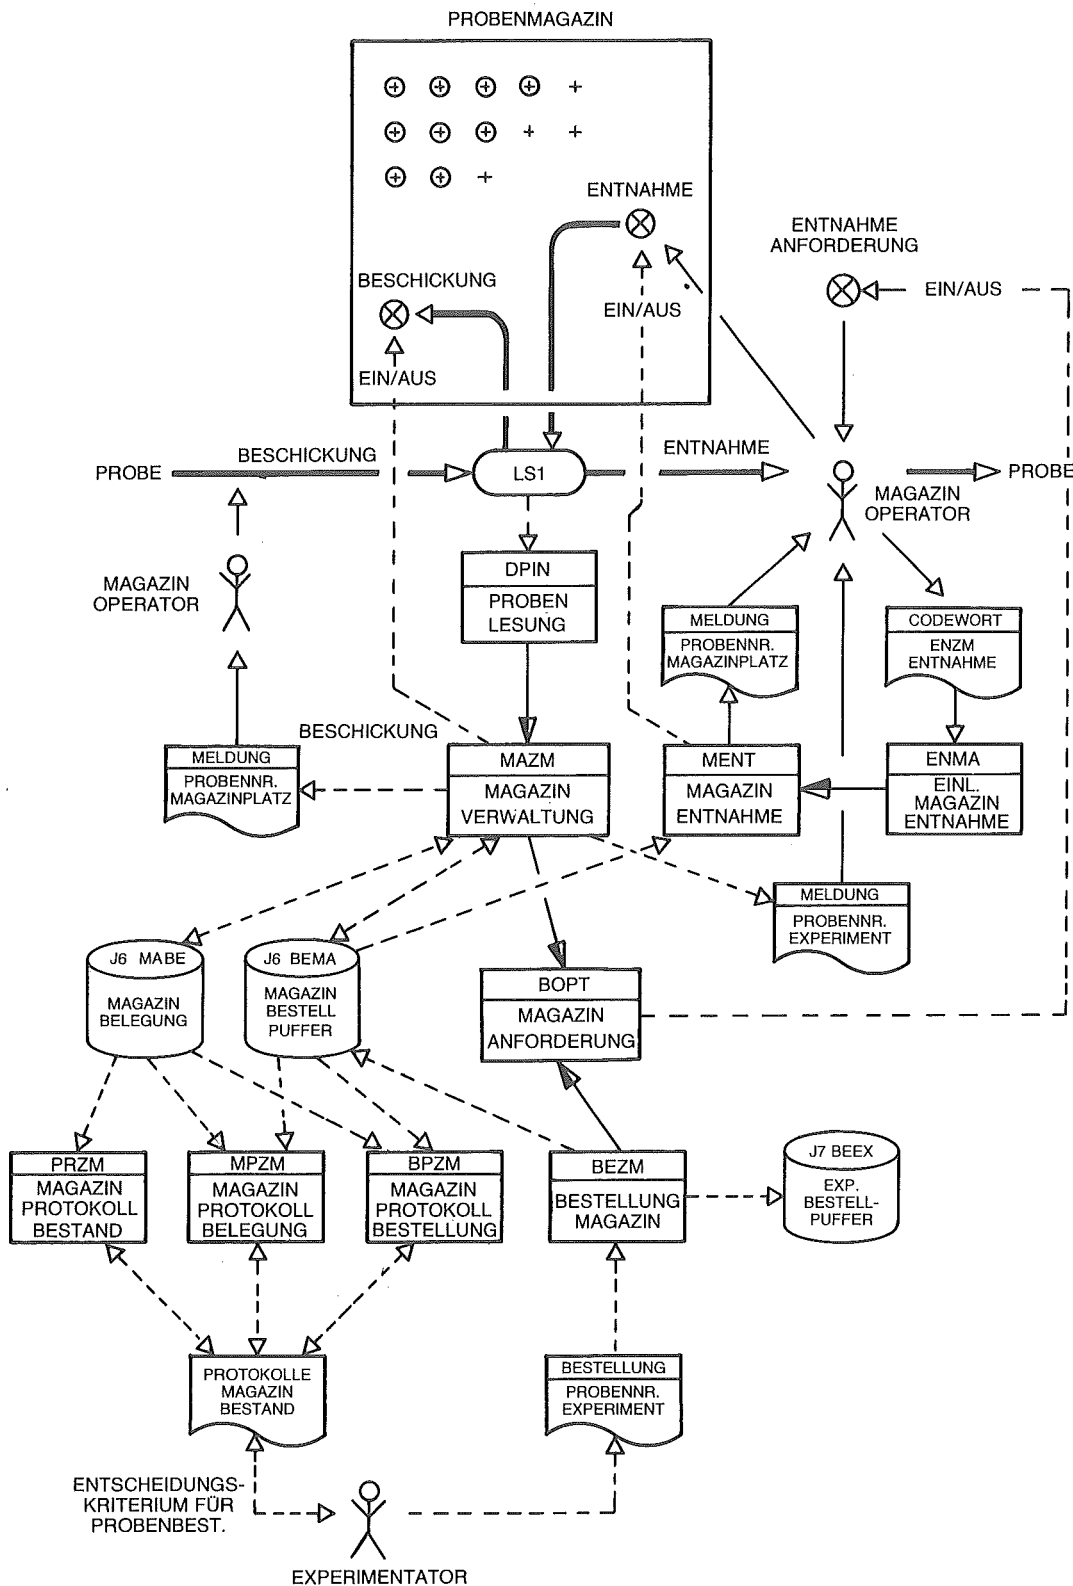 PROBENMAGAZIN
ENTNAHME
ENTNAHME
ANFORDERUNG
BESCHICKUNG
EIN/AUS
EIN/AUS
EIN/AUS
BESCHICKUNG
ENTNAHME
PROBE
LS1
PROBE
MAGAZIN
OPERATOR
MAGAZIN
OPERATOR
DPIN
PROBEN
LESUNG
MELDUNG
PROBENNR.
MAGAZINPLATZ
CODEWORT
ENZM
ENTNAHME
BESCHICKUNG
MELDUNG
PROBENNR.
MAGAZINPLATZ
MAZM
MAGAZIN
VERWALTUNG
MENT
MAGAZIN
ENTNAHME
ENMA
EINL.
MAGAZIN
ENTNAHME
MELDUNG
PROBENNR.
EXPERIMENT
J6 MABE
MAGAZIN
BELEGUNG
J6 BEMA
MAGAZIN
BESTELL
PUFFER
BOPT
MAGAZIN
ANFORDERUNG
PRZM
MAGAZIN
PROTOKOLL
BESTAND
MPZM
MAGAZIN
PROTOKOLL
BELEGUNG
BPZM
MAGAZIN
PROTOKOLL
BESTELLUNG
BEZM
BESTELLUNG
MAGAZIN
J7 BEEX
EXP.
BESTELL-
PUFFER
PROTOKOLLE
MAGAZIN
BESTAND
BESTELLUNG
PROBENNR.
EXPERIMENT
ENTSCHEIDUNGS-
KRITERIUM FÜR
PROBENBEST.
EXPERIMENTATOR